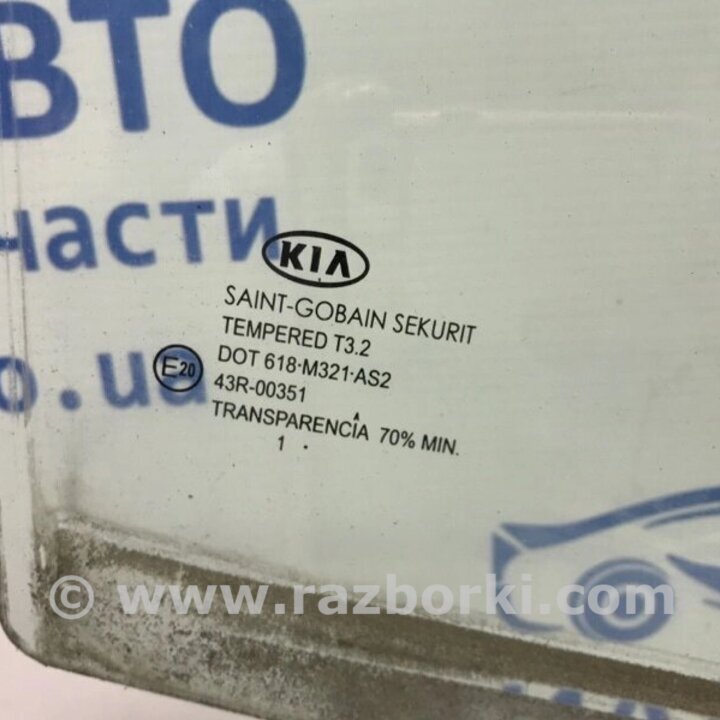 ВТО
части
о.ua
KIA
SAINT-GOBAIN SEKURIT
TEMPERED T3.2
DOT 618-M321-AS2
E20
43R-00351
TRANSPARENCIA 70% MIN.
1 .
© www.razborki.com